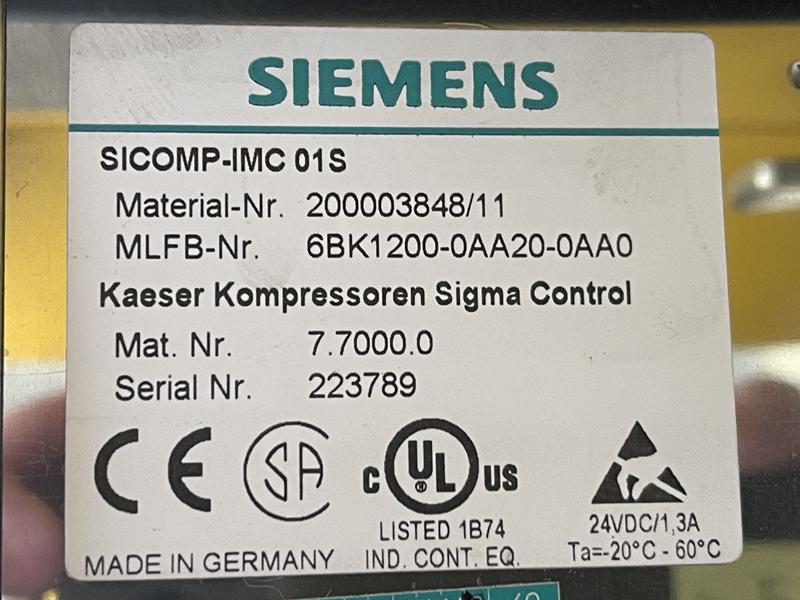 SIEMENS
SICOMP-IMC 01S
Material-Nr. 200003848/11
MLFB-Nr. 6BK1200-0AA20-0AA0
Kaeser Kompressoren Sigma Control
Mat. Nr. 7.7000.0
Serial Nr. 223789
CE SA C UL ® US
LISTED 1B74
IND. CONT. EQ.
24VDC/1,3A
Ta=-20°C - 60°C
MADE IN GERMANY